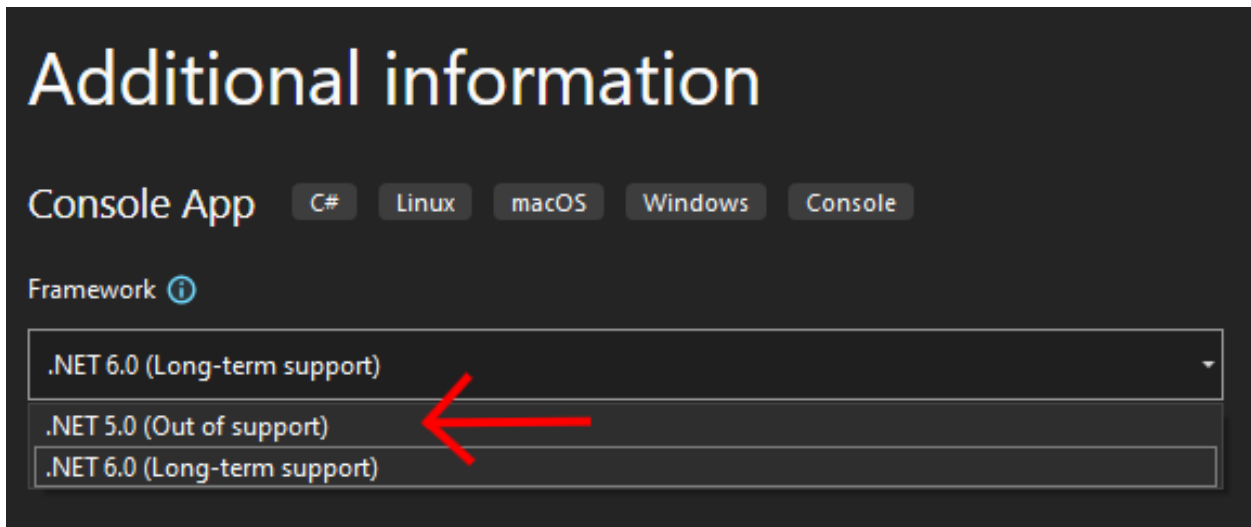 Additional information
Console App C# Linux macOS Windows Console
Framework
.NET 6.0 (Long-term support)
.NET 5.0 (Out of support)
.NET 6.0 (Long-term support)